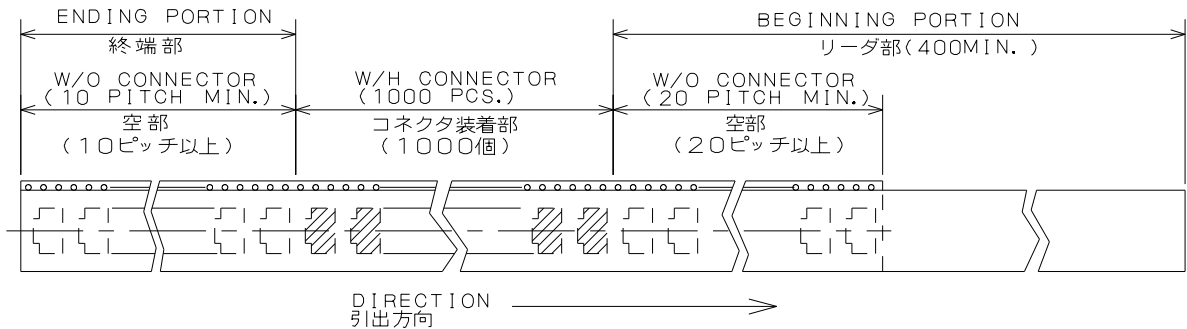 ENDING PORTION
終端部
BEGINNING PORTION
リーダ部(400MIN.)
W/O CONNECTOR
(10 PITCH MIN.)
空部
(10ピッチ以上)
W/H CONNECTOR
(1000 PCS.)
コネクタ装着部
(1000個)
W/O CONNECTOR
(20 PITCH MIN.)
空部
(20ピッチ以上)
DIRECTION
引出方向